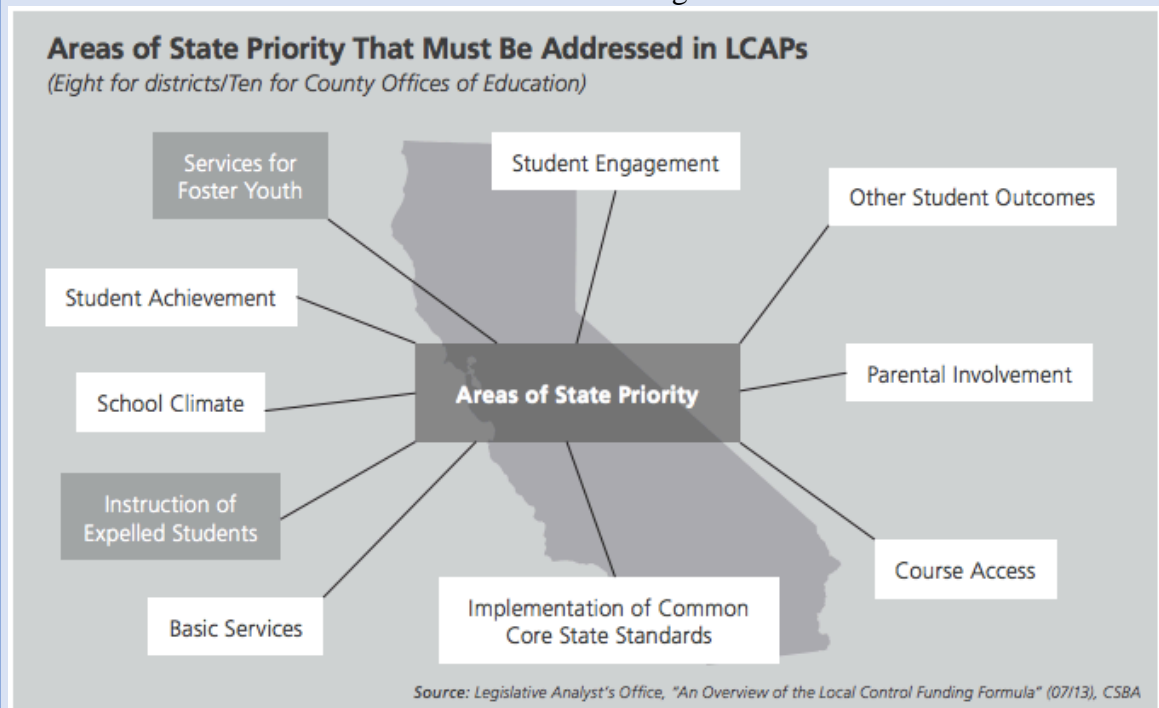 Areas of State Priority That Must Be Addressed in LCAPs
(Eight for districts/Ten for County Offices of Education)
Services for
Foster Youth
Student Engagement
Other Student Outcomes
Student Achievement
Parental Involvement
Areas of State Priority
School Climate
Instruction of
Expelled Students
Course Access
Basic Services
Implementation of Common
Core State Standards
Source: Legislative Analyst's Office, "An Overview of the Local Control Funding Formula" (07/13), CSBA